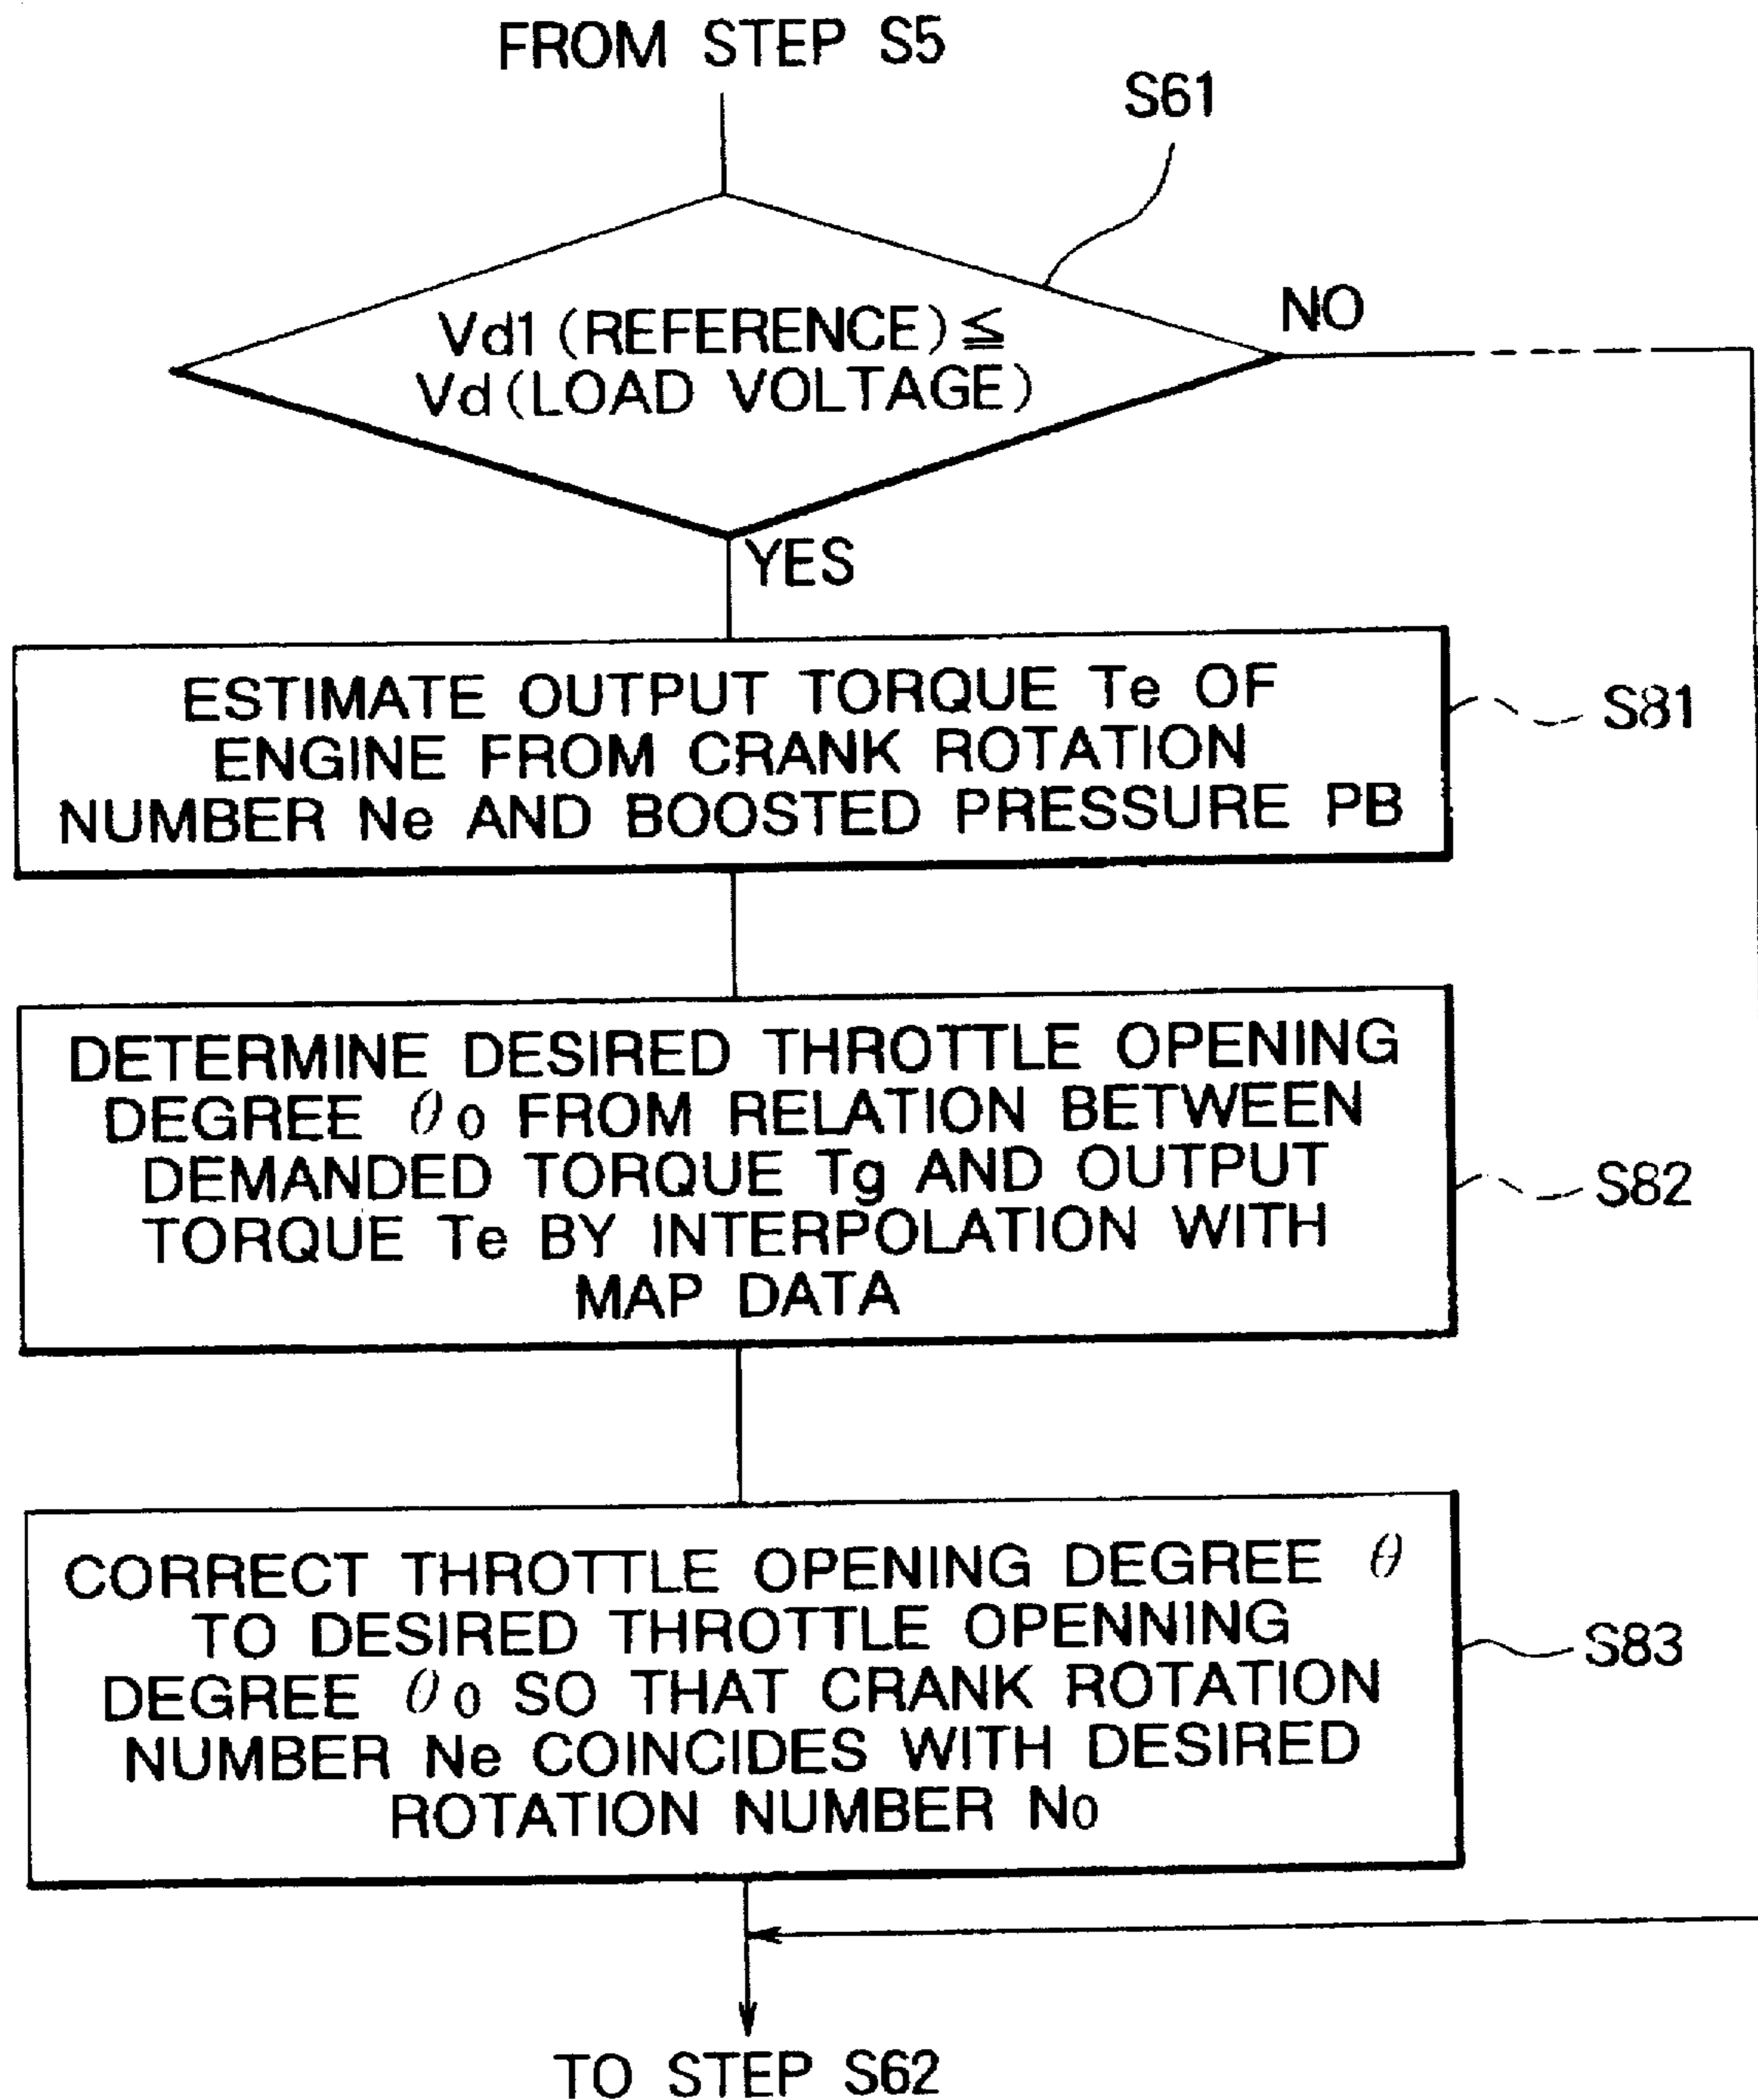 FROM STEP S5
S61
Vd1 (REFERENCE) ≦
Vd (LOAD VOLTAGE)
NO
YES
ESTIMATE OUTPUT TORQUE Te OF
ENGINE FROM CRANK ROTATION
NUMBER Ne AND BOOSTED PRESSURE PB
S81
DETERMINE DESIRED THROTTLE OPENING
DEGREE θo FROM RELATION BETWEEN
DEMANDED TORQUE Tg AND OUTPUT
TORQUE Te BY INTERPOLATION WITH
MAP DATA
S82
CORRECT THROTTLE OPENING DEGREE θ
TO DESIRED THROTTLE OPENNING
DEGREE θo SO THAT CRANK ROTATION
NUMBER Ne COINCIDES WITH DESIRED
ROTATION NUMBER No
S83
TO STEP S62